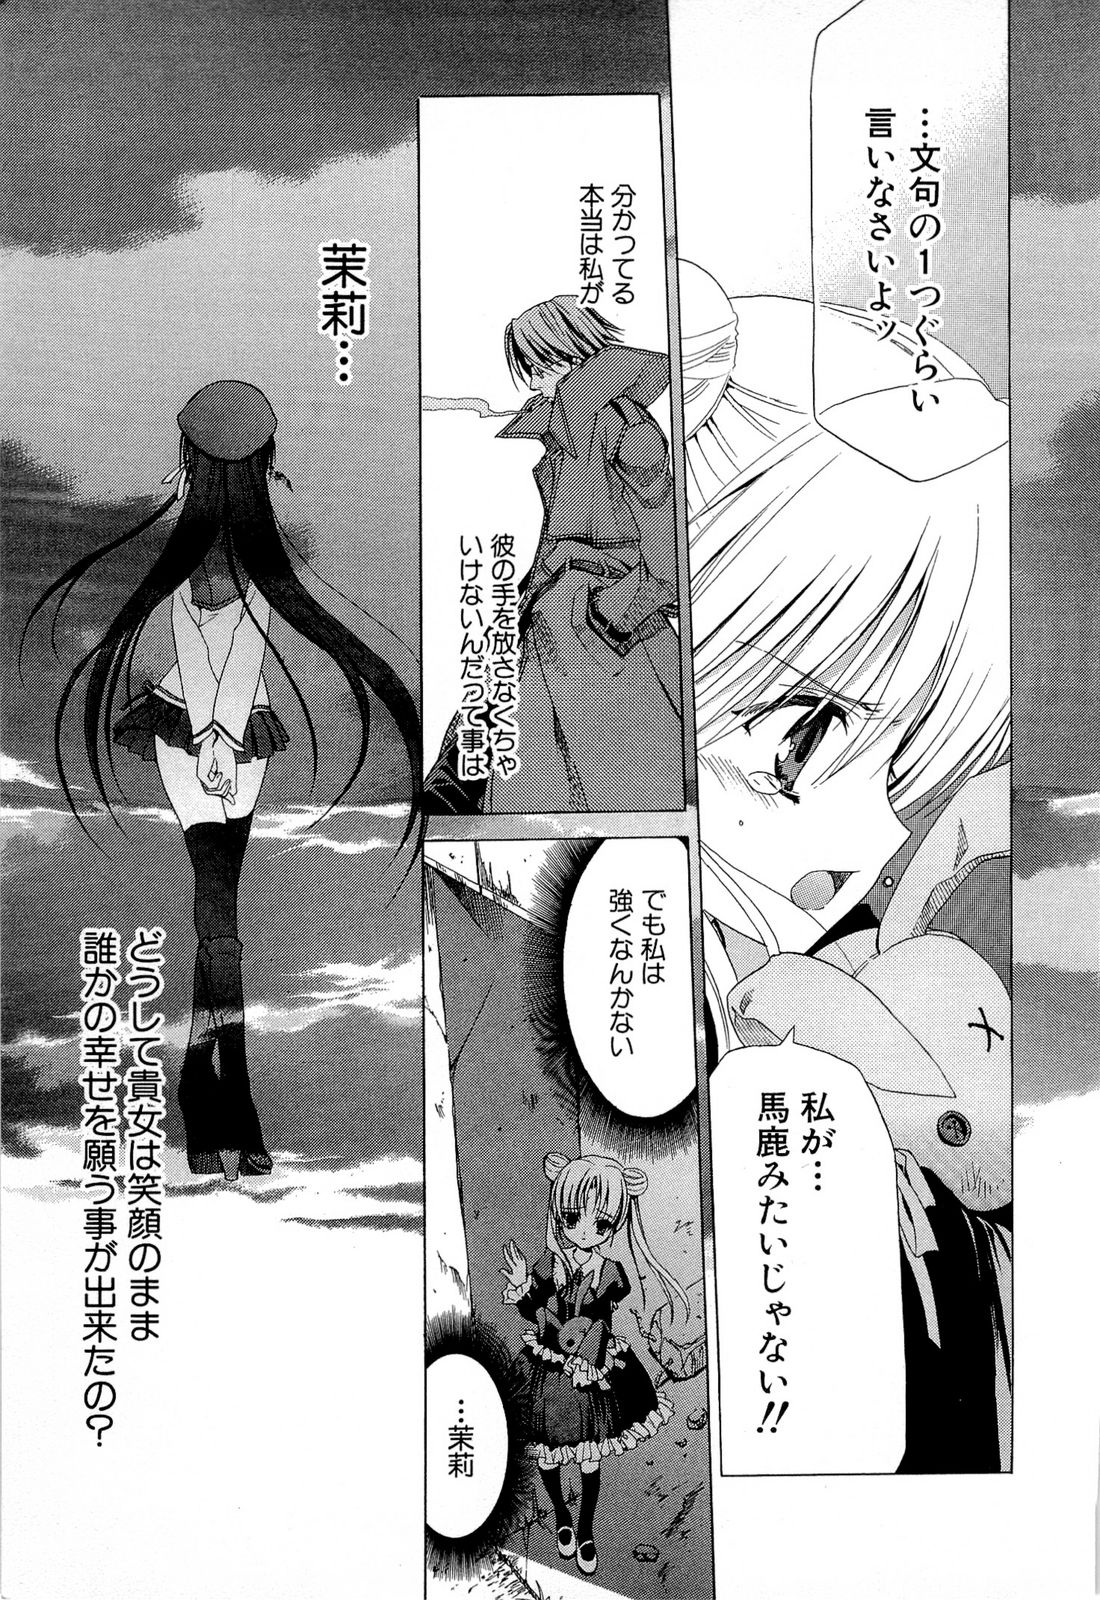 …文句の1つぐらい
言いなさいよッ
私が…
馬鹿みたいじゃない!!
分かってる
本当は私が
彼の手を放さなくちゃ
いけないんだって事は
でも私は
強くなんかない
…茉莉
茉莉…
どうして貴女は笑顔のまま
誰かの幸せを願う事が出来たの?